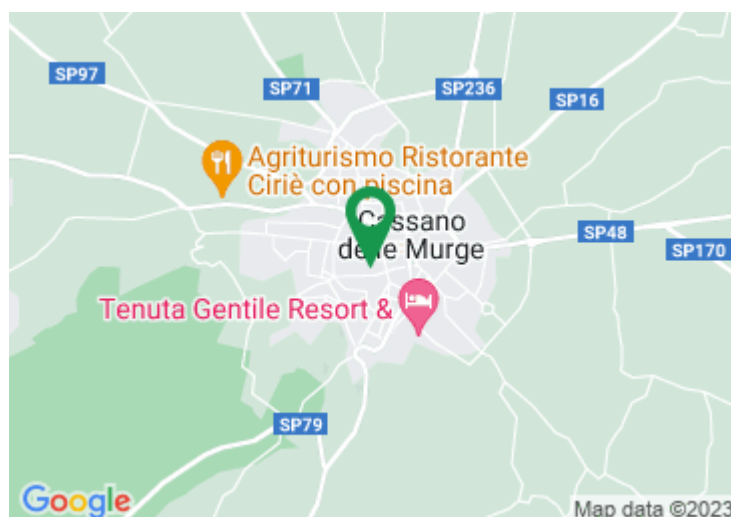 SP97
SP71
SP236
SP16
Agriturismo Ristorante
Ciriè con piscina
Cassano
delle Murge
SP48
SP170
Tenuta Gentile Resort &
SP79
Google
Map data ©2023